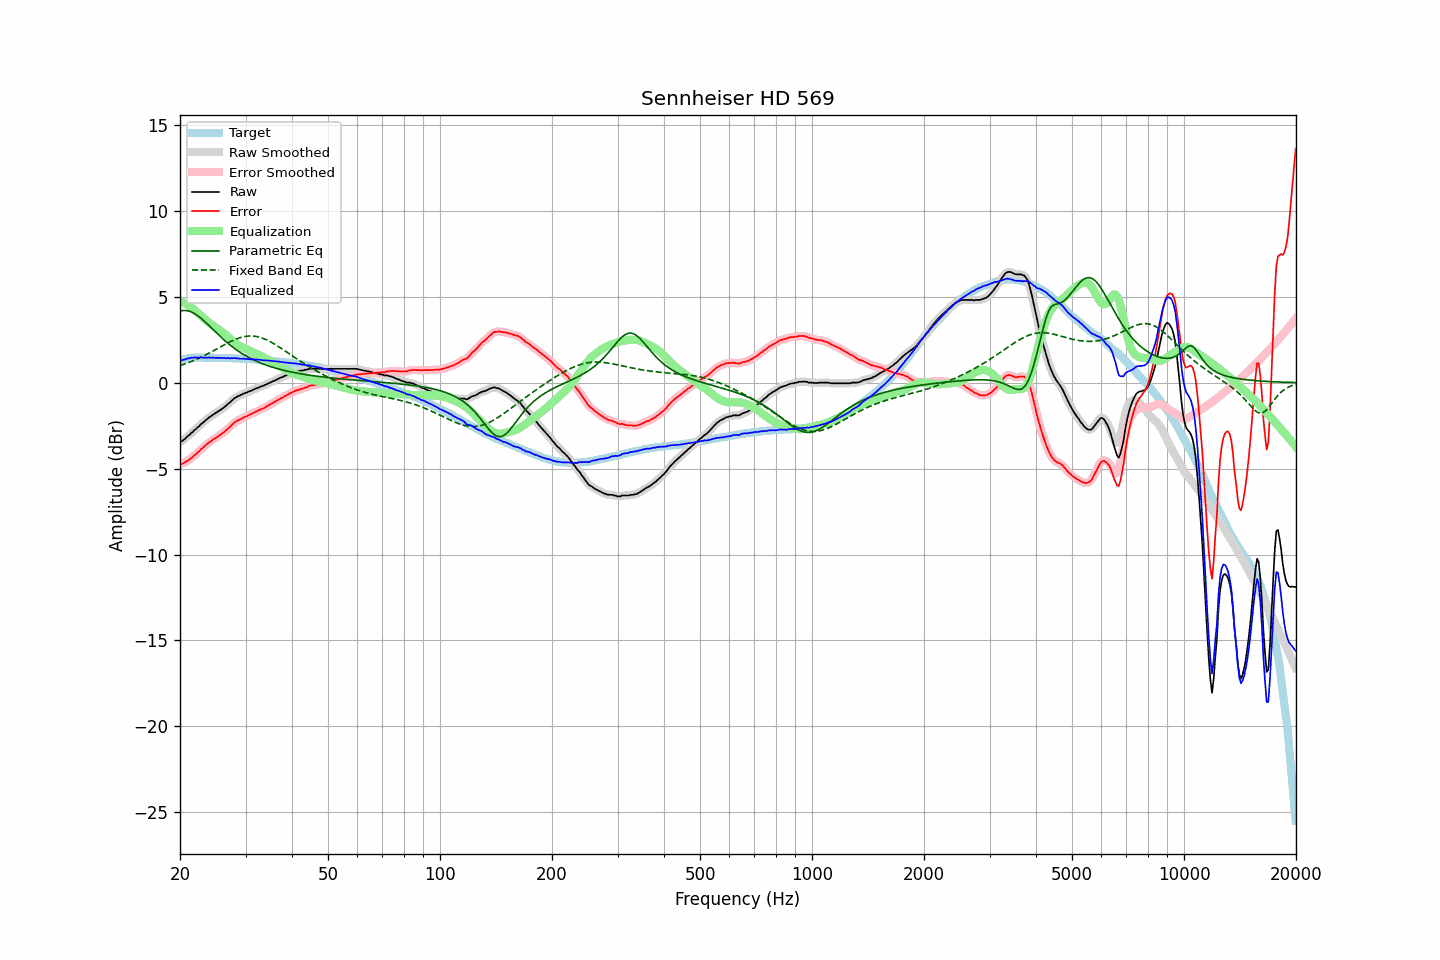 Sennheiser HD 569
Target
Raw Smoothed
Error Smoothed
Raw
Error
Equalization
Parametric Eq
Fixed Band Eq
Equalized
15
10
5
0
−5
−10
−15
−20
−25
Amplitude (dBr)
20 50 100 200 500 1000 2000 5000 10000 20000
Frequency (Hz)